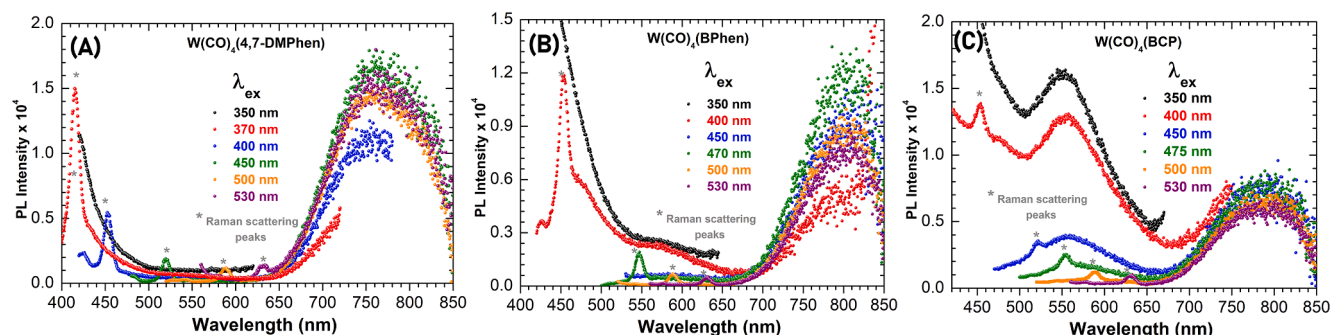 (A)
W(CO)4(4,7-DMPhen)
λex
350 nm
370 nm
400 nm
450 nm
500 nm
530 nm
* Raman scattering
peaks
*
*
*
*
*
*
PL Intensity x 10^4
2.0
1.5
1.0
0.5
0.0
400 450 500 550 600 650 700 750 800 850
Wavelength (nm)
(B)
W(CO)4(BPhen)
λex
350 nm
400 nm
450 nm
470 nm
500 nm
530 nm
* Raman scattering
peaks
*
*
*
*
PL Intensity x 10^4
1.5
1.2
0.9
0.6
0.3
0.0
400 450 500 550 600 650 700 750 800 850
Wavelength (nm)
(C)
W(CO)4(BCP)
λex
350 nm
400 nm
450 nm
475 nm
500 nm
530 nm
* Raman scattering
peaks
*
*
*
*
*
PL Intensity x 10^4
2.0
1.5
1.0
0.5
0.0
450 500 550 600 650 700 750 800 850
Wavelength (nm)